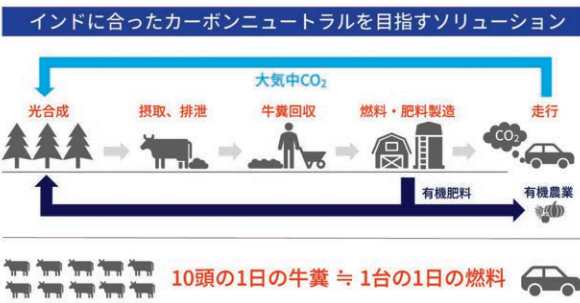 インドに合ったカーボンニュートラルを目指すソリューション
大気中CO₂
光合成
摂取、排泄
牛糞回収
燃料・肥料製造
走行
CO₂
有機肥料
有機農業
10頭の1日の牛糞 ≒ 1台の1日の燃料